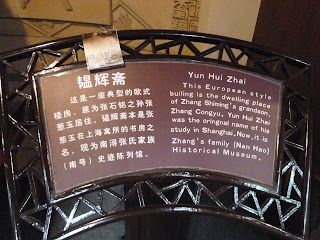 韫辉斋
这是一座典型的欧式
楼房，原为张石铭之孙张
葱玉居住，韫辉斋本是张
葱玉在上海寓所的书房之
名，现为南浔张氏家族
（南号）史迹陈列馆。
Yun Hui Zhai
This European style
builing is the dwelling place
of Zhang Shiming's grandson,
Zhang Congyu, Yun Hui Zhai
was the oringnal name of his
study in Shanghai.Now, it is
Zhang's family (Nan Hao)
Historical Museum.